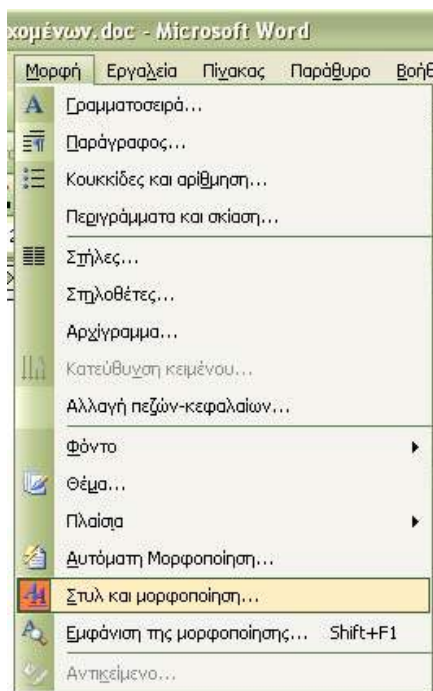 χομένων.doc - Microsoft Word
Μορφή Εργαλεία Πίνακας Παράθυρο Βοήθ
Γραμματοσειρά...
Παράγραφος...
Κουκκίδες και αρίθμηση...
Περιγράμματα και σκίαση...
Στήλες...
Στηλοθέτες...
Αρχίγραμμα...
Κατεύθυνση κειμένου...
Αλλαγή πεζών-κεφαλαίων...
Φόντο
Θέμα...
Πλαίσια
Αυτόματη Μορφοποίηση...
Στυλ και μορφοποίηση...
Εμφάνιση της μορφοποίησης... Shift+F1
Αντικείμενο...